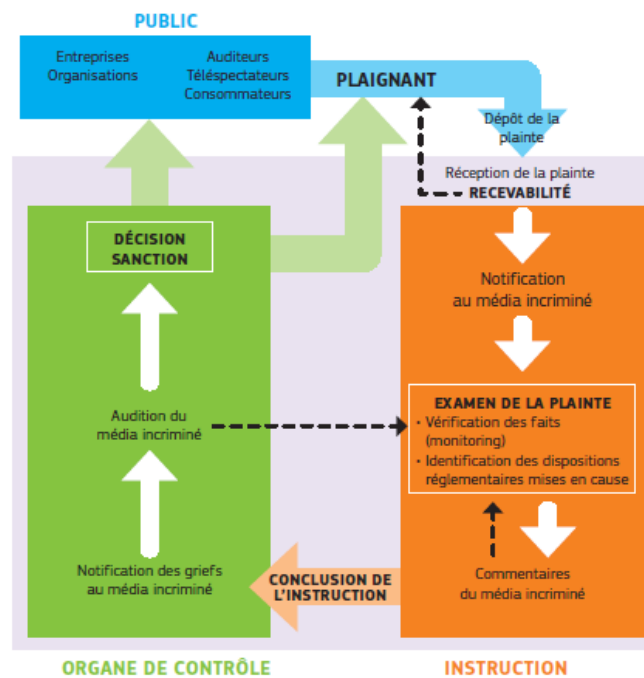 PUBLIC
Entreprises
Organisations
Auditeurs
Téléspectateurs
Consommateurs
PLAIGNANT
Dépôt de la
plainte
Réception de la plainte
RECEVABILITÉ
Notification
au média incriminé
EXAMEN DE LA PLAINTE
• Vérification des faits
(monitoring)
• Identification des dispositions
réglementaires mises en cause
Commentaires
du média incriminé
CONCLUSION DE
L'INSTRUCTION
Notification des griefs
au média incriminé
Audition du
média incriminé
DÉCISION
SANCTION
ORGANE DE CONTRÔLE
INSTRUCTION